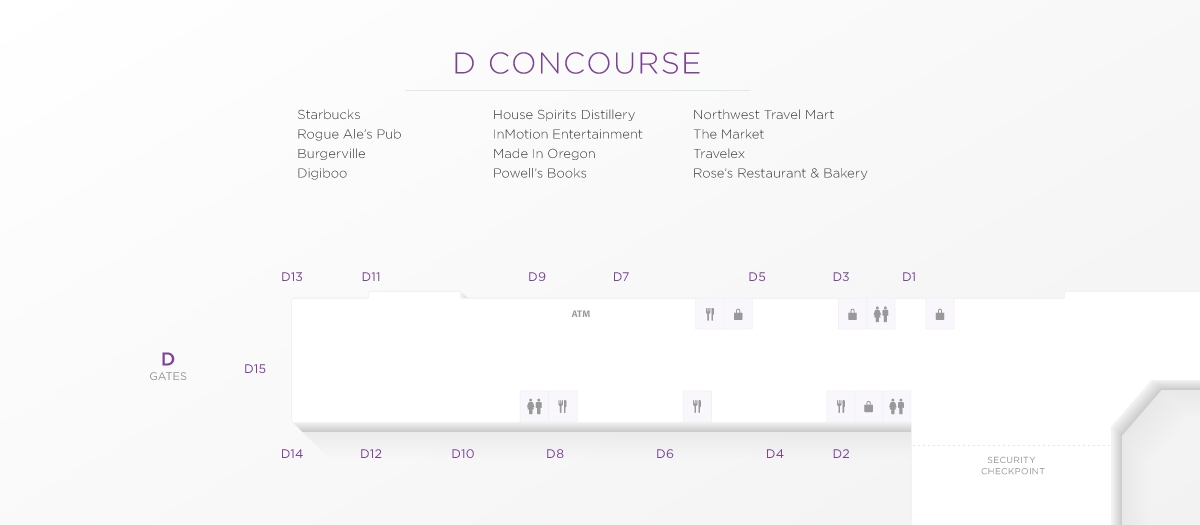 D CONCOURSE
Starbucks
Rogue Ale's Pub
Burgerville
Digiboo
House Spirits Distillery
InMotion Entertainment
Made In Oregon
Powell's Books
Northwest Travel Mart
The Market
Travelex
Rose's Restaurant & Bakery
D13 D11 D9 D7 D5 D3 D1
ATM
D
GATES
D15
D14 D12 D10 D8 D6 D4 D2
SECURITY
CHECKPOINT